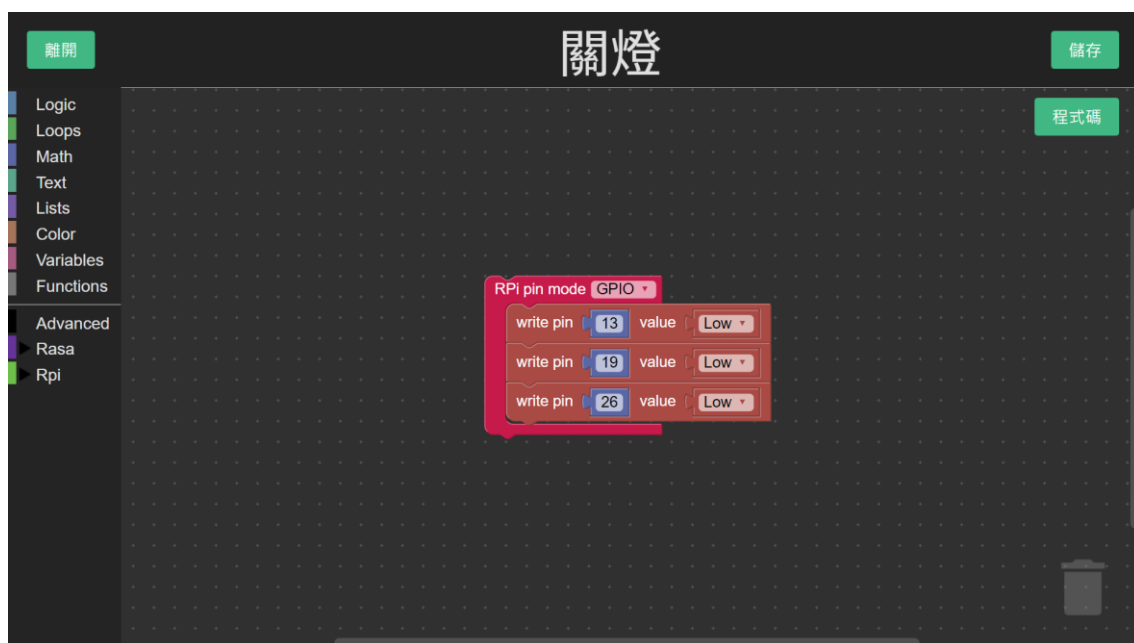 離開
關燈
儲存
程式碼
Logic
Loops
Math
Text
Lists
Color
Variables
Functions
Advanced
Rasa
Rpi
RPi pin mode GPIO
write pin 13 value Low
write pin 19 value Low
write pin 26 value Low